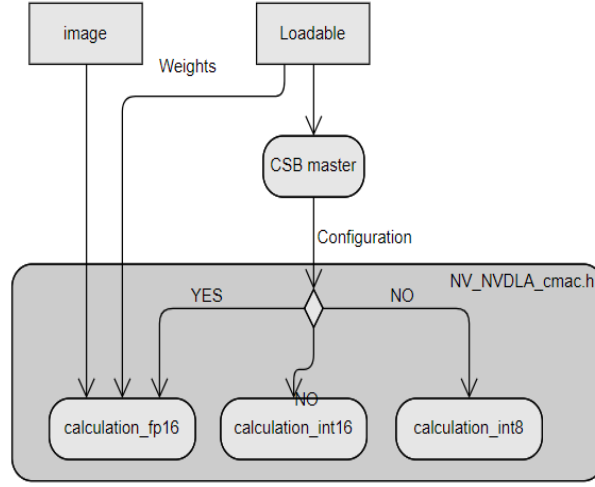 image
Loadable
Weights
CSB master
Configuration
NV_NVDLA_cmac.h
YES
NO
NO
calculation_fp16
calculation_int16
calculation_int8